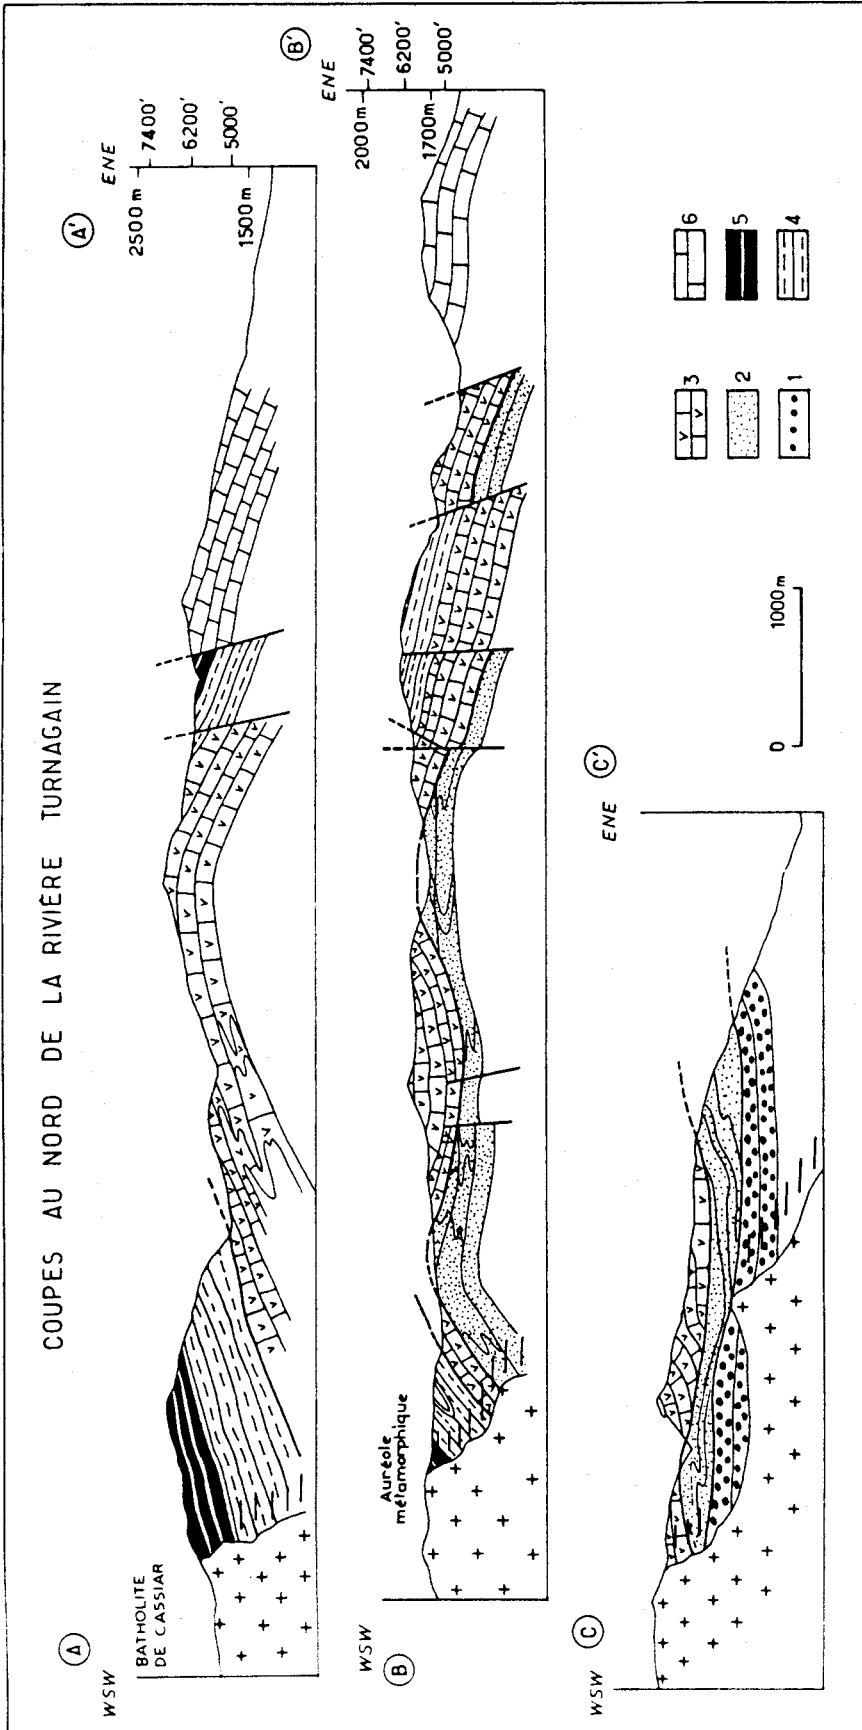 COUPES AU NORD DE LA RIVIÈRE TURNAGAIN
A
WSW
BATHOLITE
DE CASSIAR
A'
ENE
2500 m
1500 m
7400'
6200'
5000'
B
WSW
Auréole
métamorphique
B'
ENE
2000 m
1700 m
7400'
6200'
5000'
C
WSW
C'
ENE
0 1000 m
3
6
2
5
1
4